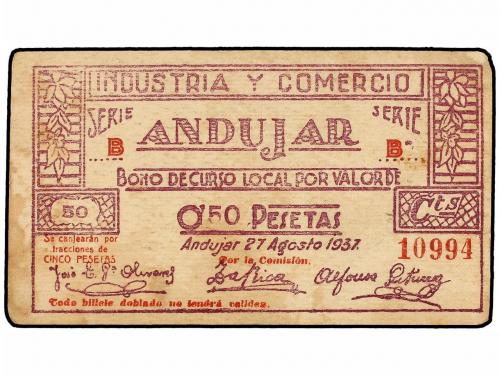 INDUSTRIA Y COMERCIO
SERIE ANDUJAR SERIE
B B
BONO DE CURSO LOCAL POR VALOR DE
50 0'50 PESETAS Cts
Andujar 27 Agosto 1937.
Se canjearán por
fracciones de
CINCO PESETAS
Por la Comisión,
10994
Todo billete doblado no tendrá validez.